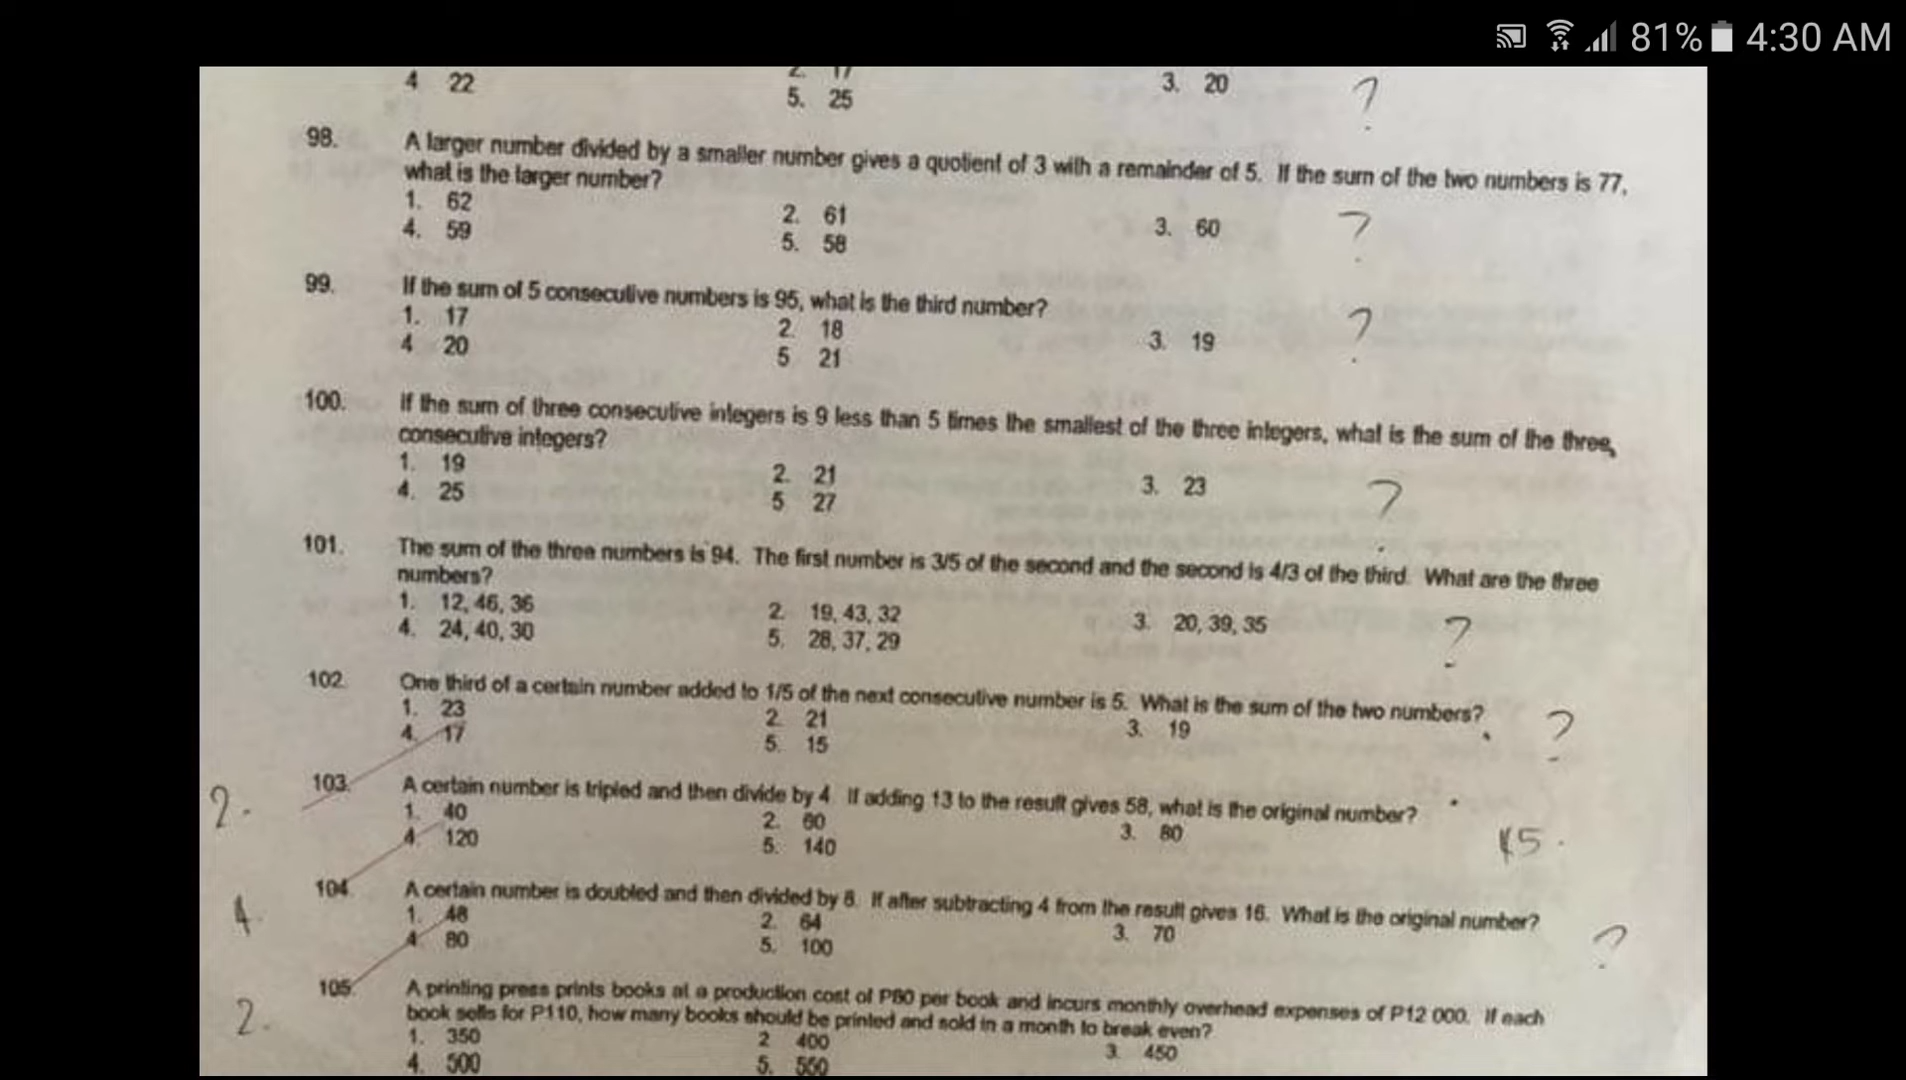 81% 4:30 AM
4 22
2. 17
5. 25
3. 20
?
98. A larger number divided by a smaller number gives a quotient of 3 with a remainder of 5. If the sum of the two numbers is 77,
what is the larger number?
1. 62 2. 61 3. 60 ?
4. 59 5. 58
99. If the sum of 5 consecutive numbers is 95, what is the third number?
1. 17 2. 18 3. 19 ?
4 20 5 21
100. If the sum of three consecutive integers is 9 less than 5 times the smallest of the three integers, what is the sum of the three
consecutive integers?
1. 19 2. 21 3. 23 ?
4. 25 5 27
101. The sum of the three numbers is 94. The first number is 3/5 of the second and the second is 4/3 of the third. What are the three
numbers?
1. 12, 46, 36 2. 19, 43, 32 3. 20, 39, 35 ?
4. 24, 40, 30 5. 28, 37, 29
102. One third of a certain number added to 1/5 of the next consecutive number is 5. What is the sum of the two numbers? ?
1. 23 2. 21 3. 19
4. 17 5. 15
2. 103. A certain number is tripled and then divide by 4 If adding 13 to the result gives 58, what is the original number?
1. 40 2. 60 3. 80
4. 120 5. 140
4. 104. A certain number is doubled and then divided by 8. If after subtracting 4 from the result gives 16. What is the original number?
1. 48 2. 64 3. 70 ?
4. 80 5. 100
2. 105. A printing press prints books at a production cost of P80 per book and incurs monthly overhead expenses of P12 000. If each
book sells for P110, how many books should be printed and sold in a month to break even?
1. 350 2 400 3. 450
4. 500 5. 550